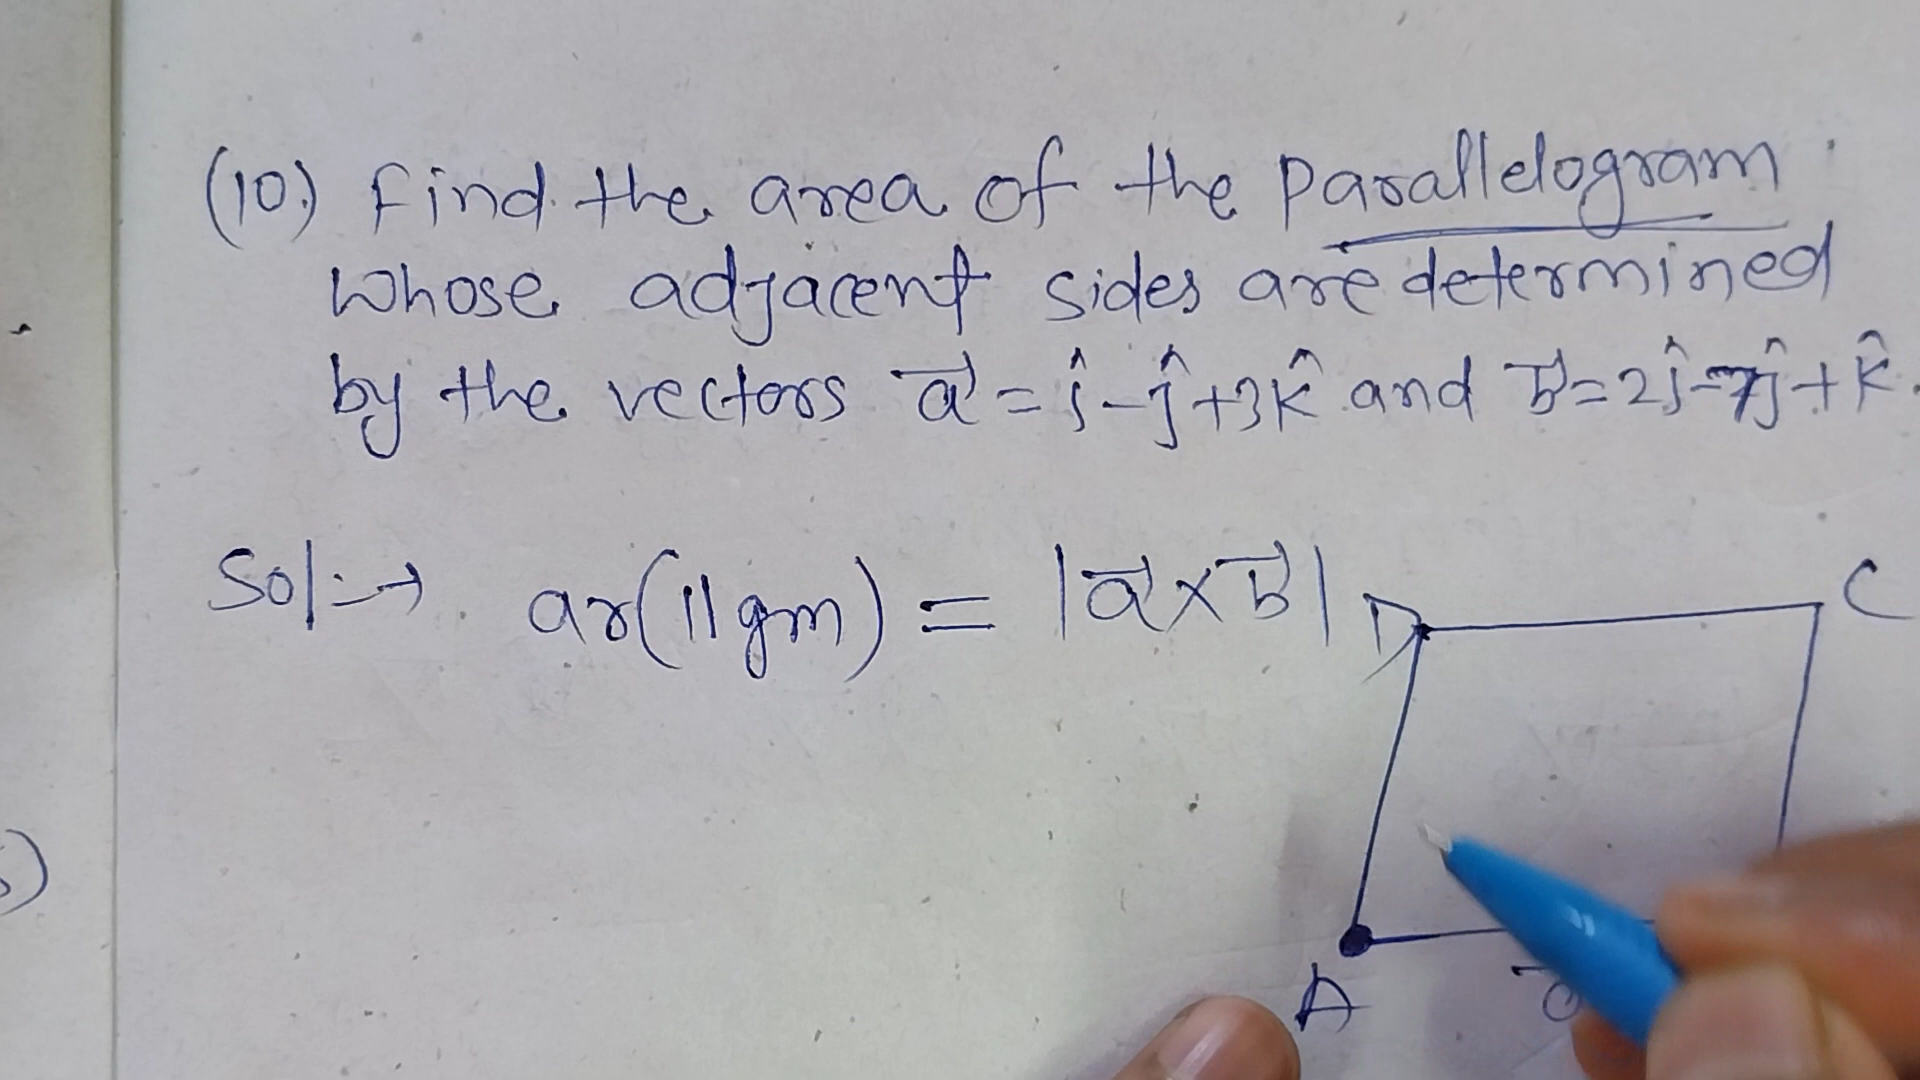 (10.) Find the area of the parallelogram
whose adjacent sides are determined
by the vectors a⃗ = î - ĵ + 3k̂ and b⃗ = 2î - 7ĵ + k̂.
Sol:→ ar(||gm) = |a⃗ × b⃗|
D C
A